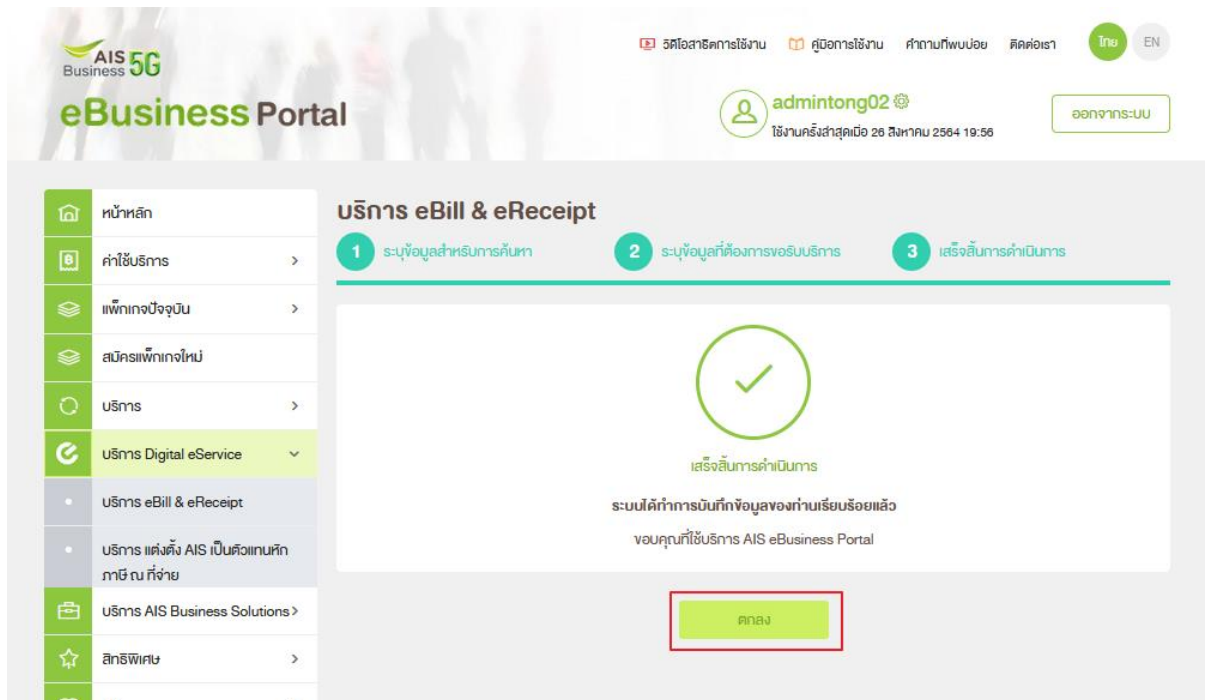 AIS 5G
Business
วิดีโอสาธิตการใช้งาน คู่มือการใช้งาน คำถามที่พบบ่อย ติดต่อเรา ไทย EN
eBusiness Portal
admintong02
ใช้งานครั้งล่าสุดเมื่อ 26 สิงหาคม 2564 19:56
ออกจากระบบ
หน้าหลัก
ค่าใช้บริการ
แพ็กเกจปัจจุบัน
สมัครแพ็กเกจใหม่
บริการ
บริการ Digital eService
บริการ eBill & eReceipt
บริการ แต่งตั้ง AIS เป็นตัวแทนหัก
ภาษี ณ ที่จ่าย
บริการ AIS Business Solutions
สิทธิพิเศษ
บริการ eBill & eReceipt
1 ระบุข้อมูลสำหรับการค้นหา 2 ระบุข้อมูลที่ต้องการขอรับบริการ 3 เสร็จสิ้นการดำเนินการ
เสร็จสิ้นการดำเนินการ
ระบบได้ทำการบันทึกข้อมูลของท่านเรียบร้อยแล้ว
ขอบคุณที่ใช้บริการ AIS eBusiness Portal
ตกลง